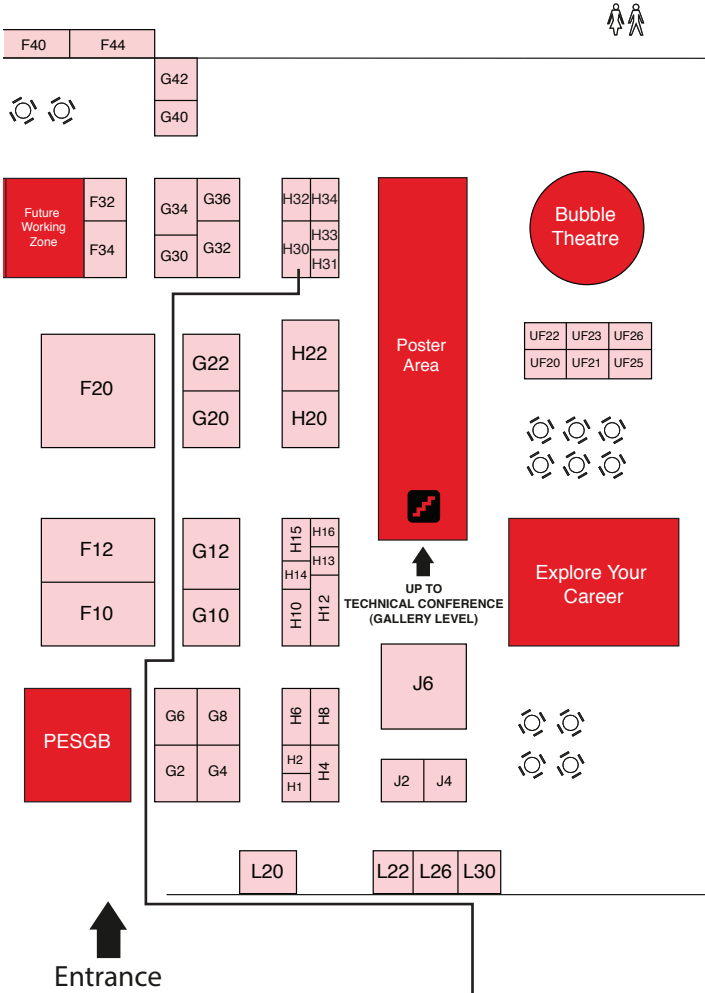 F40
F44
G42
G40
Future
Working
Zone
F32
F34
G34
G36
G30
G32
H32
H34
H30
H33
H31
Bubble
Theatre
Poster
Area
UF22
UF23
UF26
UF20
UF21
UF25
F20
G22
G20
H22
H20
F12
F10
G12
G10
H15
H16
H14
H13
H10
H12
UP TO
TECHNICAL CONFERENCE
(GALLERY LEVEL)
Explore Your
Career
PESGB
G6
G8
G2
G4
H6
H8
H2
H1
H4
J6
J2
J4
L20
L22
L26
L30
Entrance